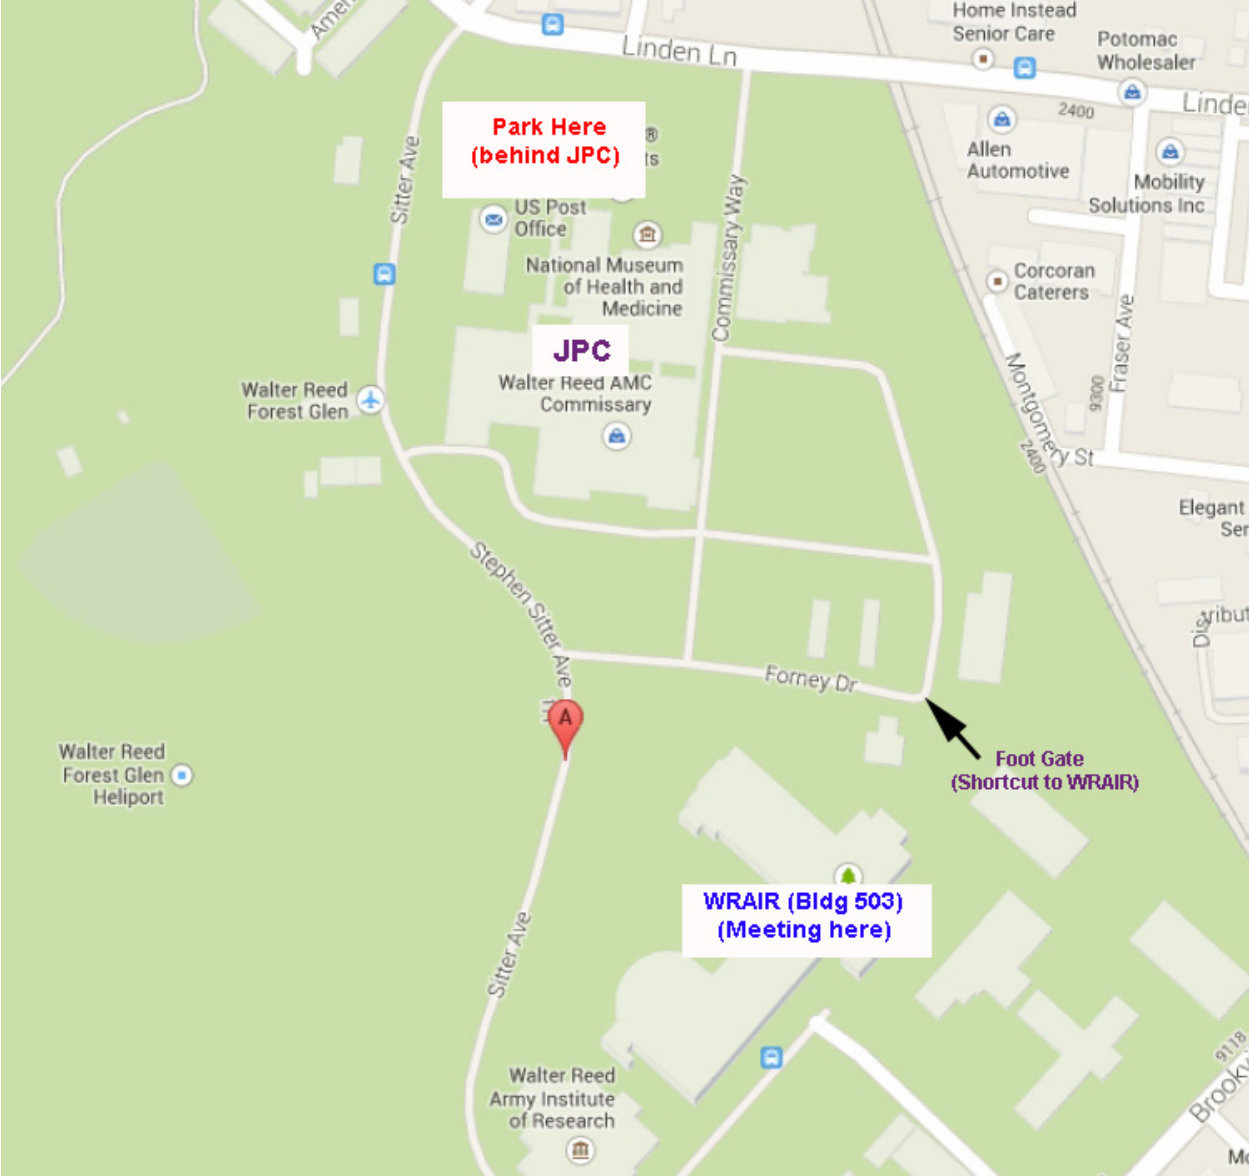 Linden Ln
Home Instead
Senior Care
Potomac
Wholesaler
2400
Park Here
(behind JPC)
®
ts
Allen
Automotive
Mobility
Solutions Inc
Sitter Ave
US Post
Office
Commissary Way
National Museum
of Health and
Medicine
Corcoran
Caterers
Fraser Ave
9300
JPC
Walter Reed AMC
Commissary
Walter Reed
Forest Glen
Montgomery St
2400
Elegant
Ser
Stephen Sitter Ave
Forney Dr
A
Foot Gate
(Shortcut to WRAIR)
Walter Reed
Forest Glen
Heliport
WRAIR (Bldg 503)
(Meeting here)
Sitter Ave
Walter Reed
Army Institute
of Research
9118